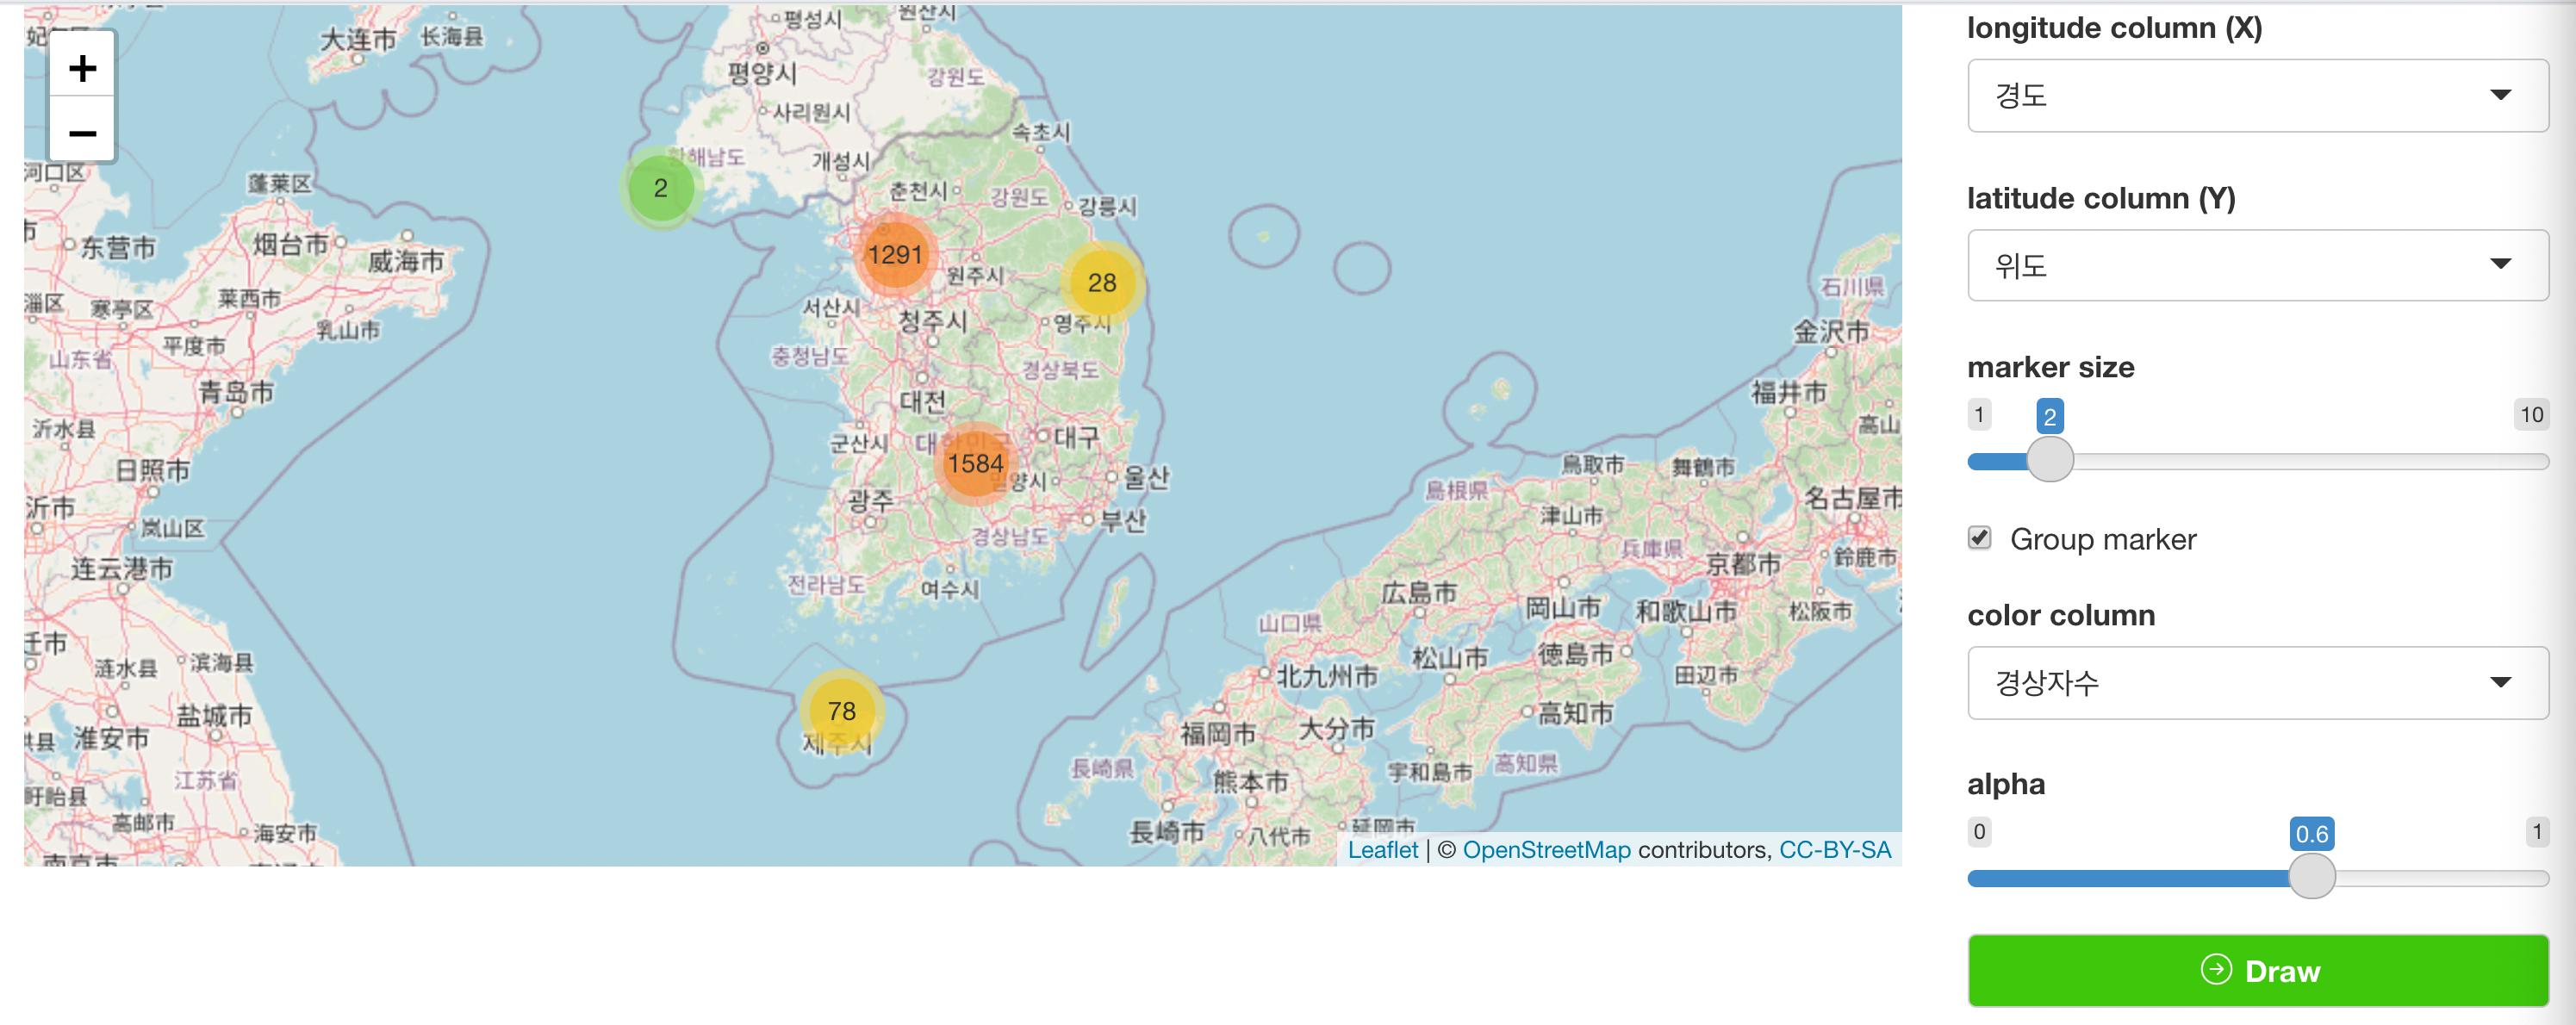 妃
大连市
长海县
평성시
원산시
+
−
평양시
강원도
사리원시
속초시
河口区
蓬莱区
개성시
2
춘천시
강원도
강릉시
东营市
烟台市
威海市
1291
원주시
28
淄区
寒亭区
莱西市
서산시
청주시
영주시
乳山市
平度市
山东省
충청남도
경상북도
石川県
金沢市
青岛市
대전
福井市
沂水县
군산시
대구
高山
日照市
1584
울산
鳥取市
舞鶴市
沂市
광주
부산
島根県
名古屋市
岚山区
경상남도
津山市
兵庫県
京都市
鈴鹿市
连云港市
전라남도
여수시
広島市
岡山市
和歌山市
松阪市
山口県
迁市
涟水县
滨海县
松山市
徳島市
北九州市
田辺市
78
제주시
盐城市
福岡市
大分市
高知市
淮安市
江苏省
長崎県
熊本市
宇和島市
高知県
盱眙县
高邮市
海安市
長崎市
八代市
延岡市
Leaflet | © OpenStreetMap contributors, CC-BY-SA
longitude column (X)
경도
latitude column (Y)
위도
marker size
1
2
10
Group marker
color column
경상자수
alpha
0
0.6
1
Draw